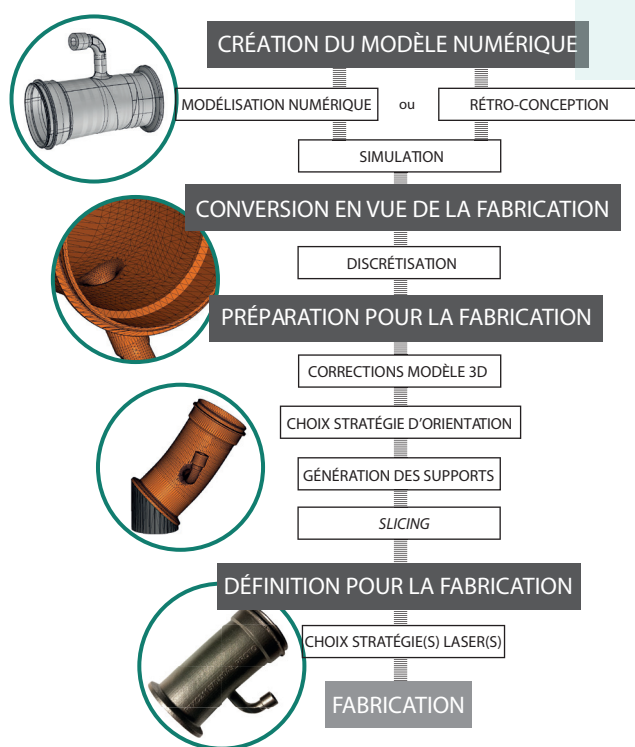 CRÉATION DU MODÈLE NUMÉRIQUE
MODÉLISATION NUMÉRIQUE ou RÉTRO-CONCEPTION
SIMULATION
CONVERSION EN VUE DE LA FABRICATION
DISCRÉTISATION
PRÉPARATION POUR LA FABRICATION
CORRECTIONS MODÈLE 3D
CHOIX STRATÉGIE D'ORIENTATION
GÉNÉRATION DES SUPPORTS
SLICING
DÉFINITION POUR LA FABRICATION
CHOIX STRATÉGIE(S) LASER(S)
FABRICATION